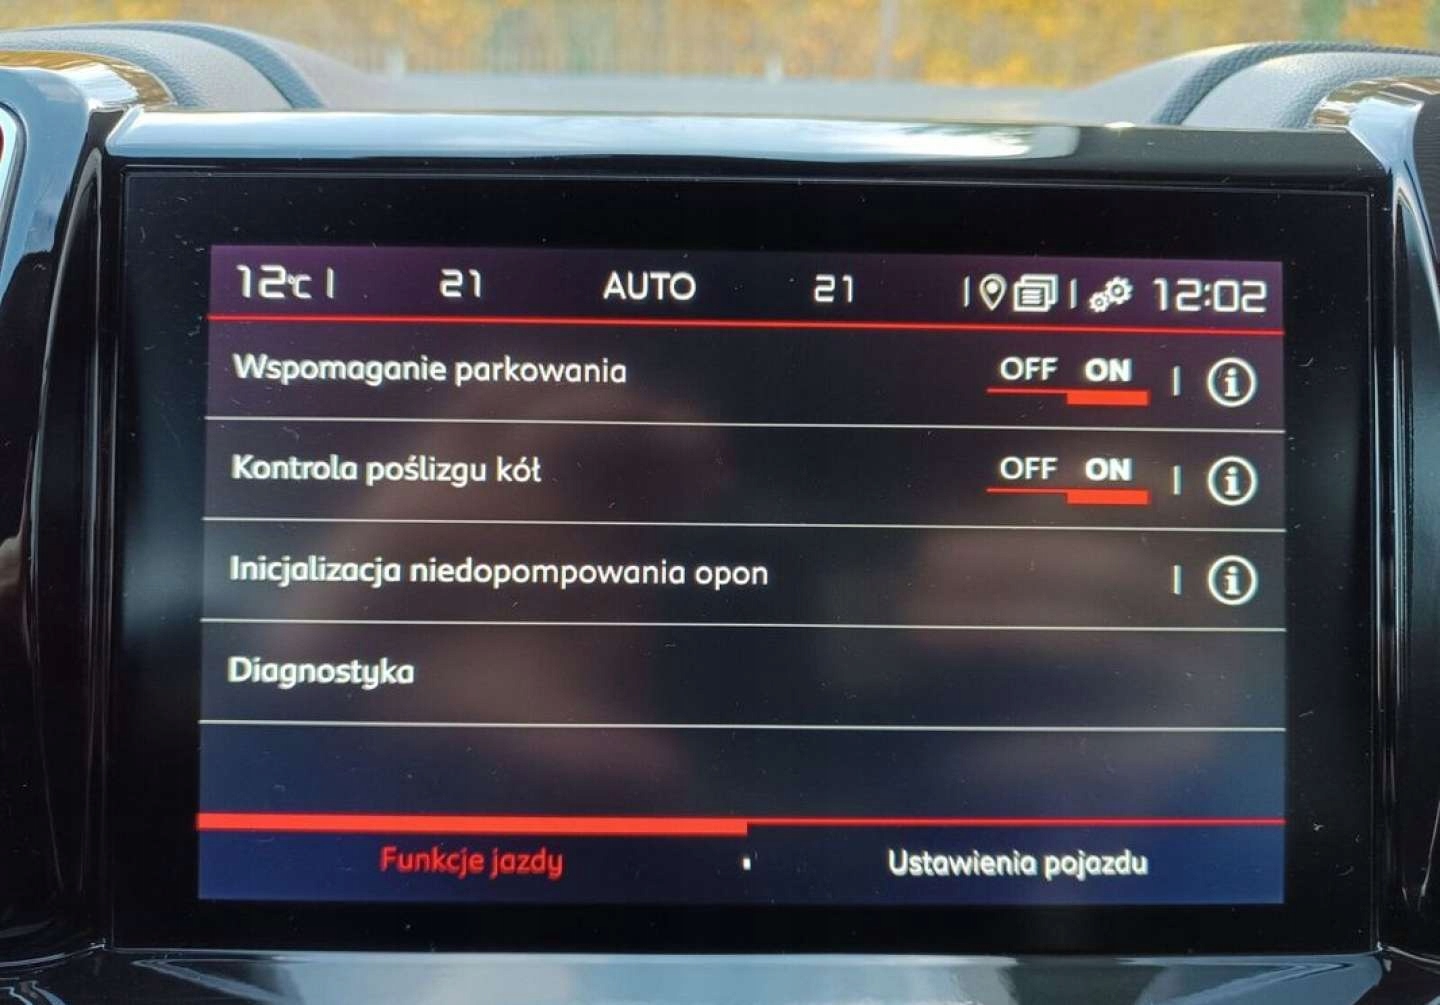 12°C 21 AUTO 21 12:02
Wspomaganie parkowania OFF ON i
Kontrola poślizgu kół OFF ON i
Inicjalizacja niedopompowania opon i
Diagnostyka
Funkcje jazdy Ustawienia pojazdu